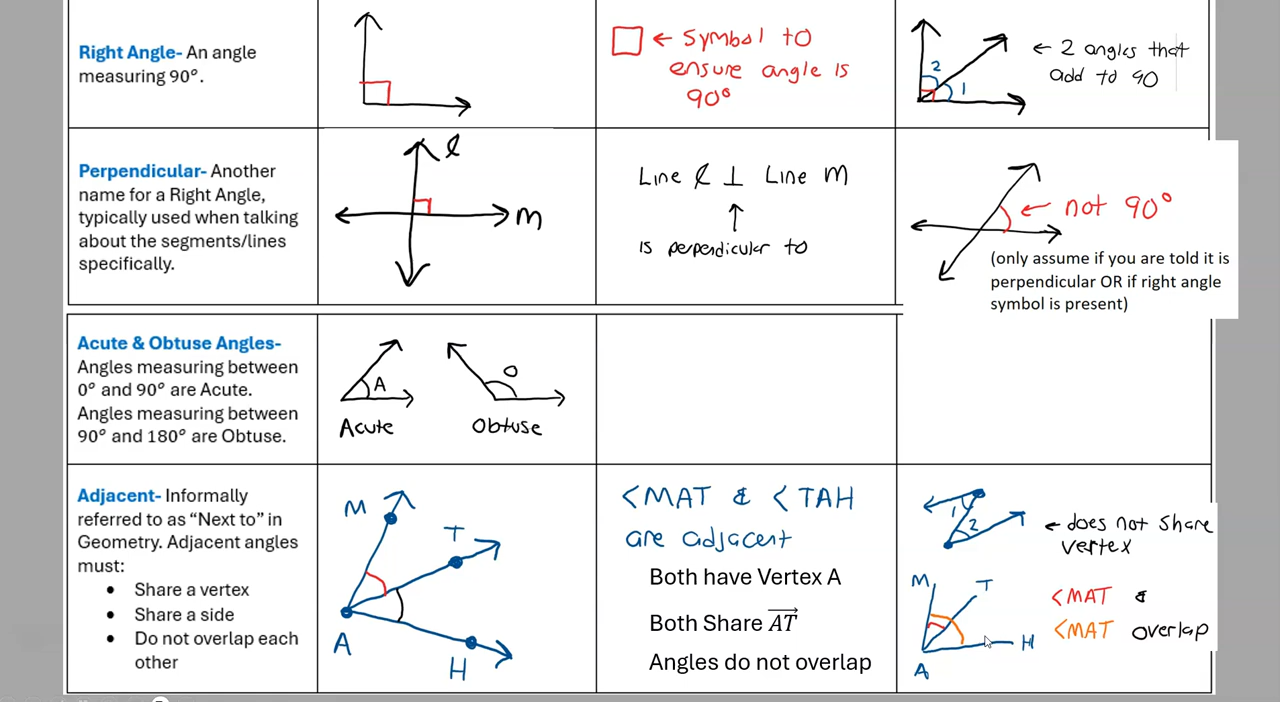 Right Angle- An angle
measuring 90°.
□ ← Symbol to
ensure angle is
90°
2
1
← 2 angles that
add to 90
Perpendicular- Another
name for a Right Angle,
typically used when talking
about the segments/lines
specifically.
ℓ
m
Line ℓ ⊥ Line m
↑
is perpendicular to
← not 90°
(only assume if you are told it is
perpendicular OR if right angle
symbol is present)
Acute & Obtuse Angles-
Angles measuring between
0° and 90° are Acute.
Angles measuring between
90° and 180° are Obtuse.
A
O
Acute
Obtuse
Adjacent- Informally
referred to as “Next to” in
Geometry. Adjacent angles
must:
• Share a vertex
• Share a side
• Do not overlap each
other
M
T
A
H
<MAT & <TAH
are adjacent
Both have Vertex A
Both Share AT
Angles do not overlap
1
2
← does not share
vertex
M
T
H
A
<MAT &
<MAT overlap